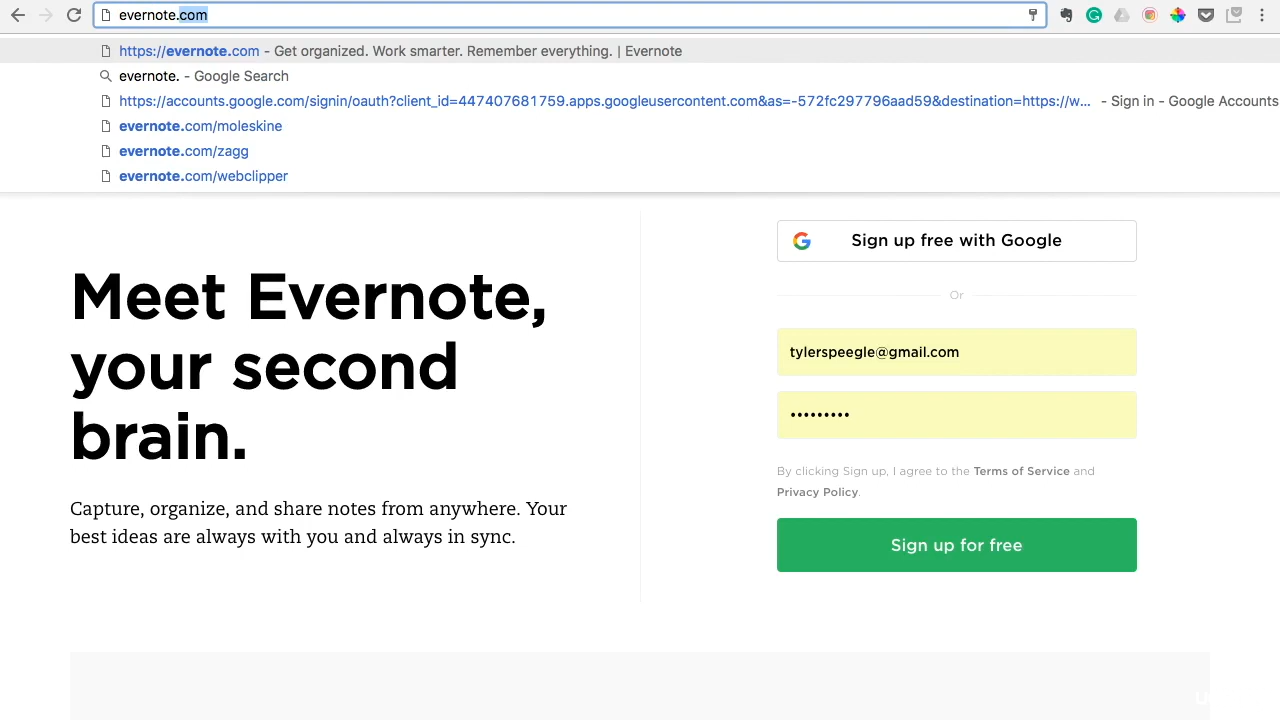 evernote.com
https://evernote.com - Get organized. Work smarter. Remember everything. | Evernote
evernote. - Google Search
https://accounts.google.com/signin/oauth?client_id=447407681759.apps.googleusercontent.com&as=-572fc297796aad59&destination=https://w... - Sign in - Google Accounts
evernote.com/moleskine
evernote.com/zagg
evernote.com/webclipper
Meet Evernote,
your second
brain.
Capture, organize, and share notes from anywhere. Your
best ideas are always with you and always in sync.
Sign up free with Google
Or
tylerspeegle@gmail.com
•••••••••
By clicking Sign up, I agree to the Terms of Service and
Privacy Policy.
Sign up for free